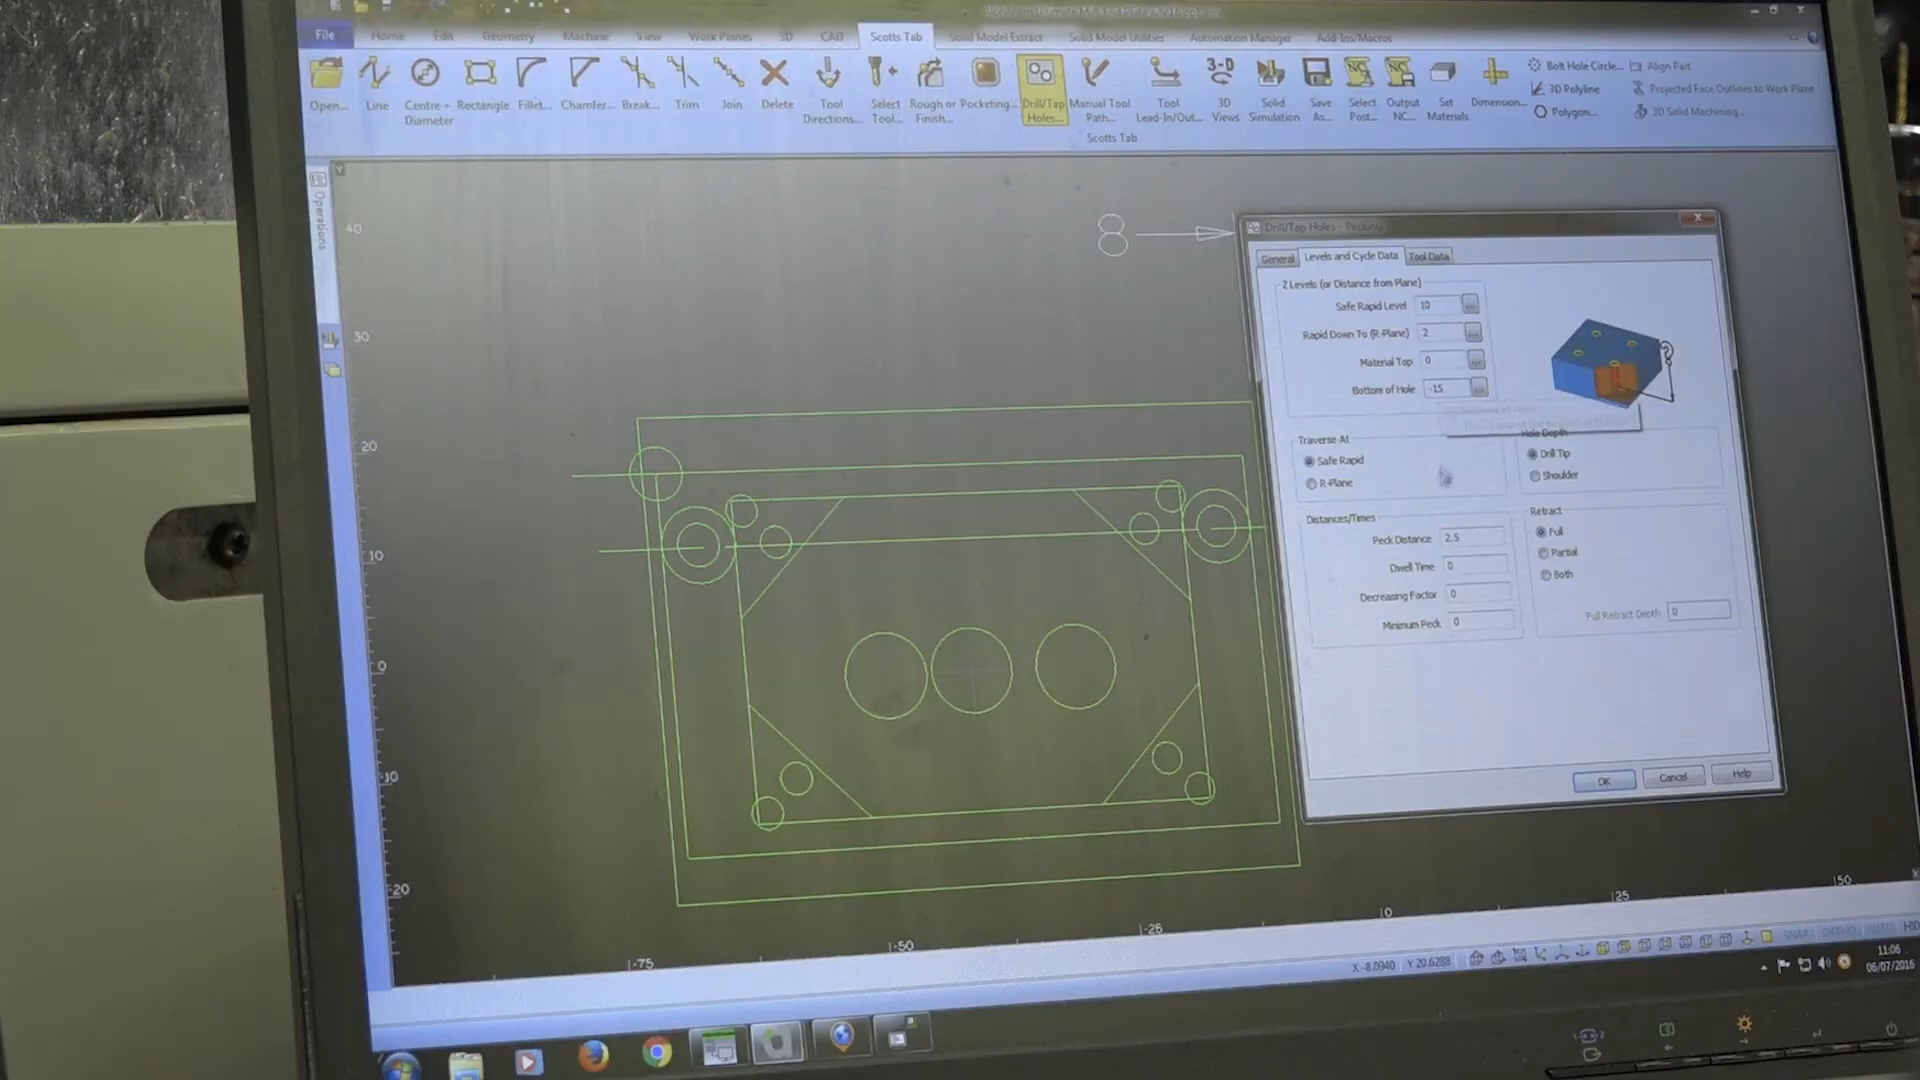 File Home Edit Geometry Machine View Work Planes 3D CAD Scotts Tab Solid Model Extract Solid Model Utilities Automation Manager Add-Ins/Macros
Open... Line Centre + Diameter Rectangle Fillet... Chamfer... Break... Trim Join Delete Tool Directions... Select Tool... Rough or Finish... Pocketing... Drill/Tap Holes... Manual Tool Path... Tool Lead-In/Out... 3D Views Solid Simulation Save As... Select Post... Output NC... Set Materials Dimension...
Bolt Hole Circle... Align Part
3D Polyline Projected Face Outlines to Work Plane
Polygon... 3D Solid Machining...
Scotts Tab
Operations
Y
40
30
20
10
0
-10
-20
8
Drill/Tap Holes - Pecking
General Levels and Cycle Data Tool Data
Z Levels (or Distance from Plane)
Safe Rapid Level 10
Rapid Down To (R-Plane) 2
Material Top 0
Bottom of Hole -15
Traverse At
Safe Rapid
R-Plane
Hole Depth
Drill Tip
Shoulder
Distances/Times
Peck Distance 2.5
Dwell Time 0
Decreasing Factor 0
Minimum Peck 0
Retract
Full
Partial
Both
Full Retract Depth 0
OK Cancel Help
-75
-50
-25
0
25
50
X -8.0940 Y 20.6288
SNAP ORTHO AUTO
11:06
06/07/2016